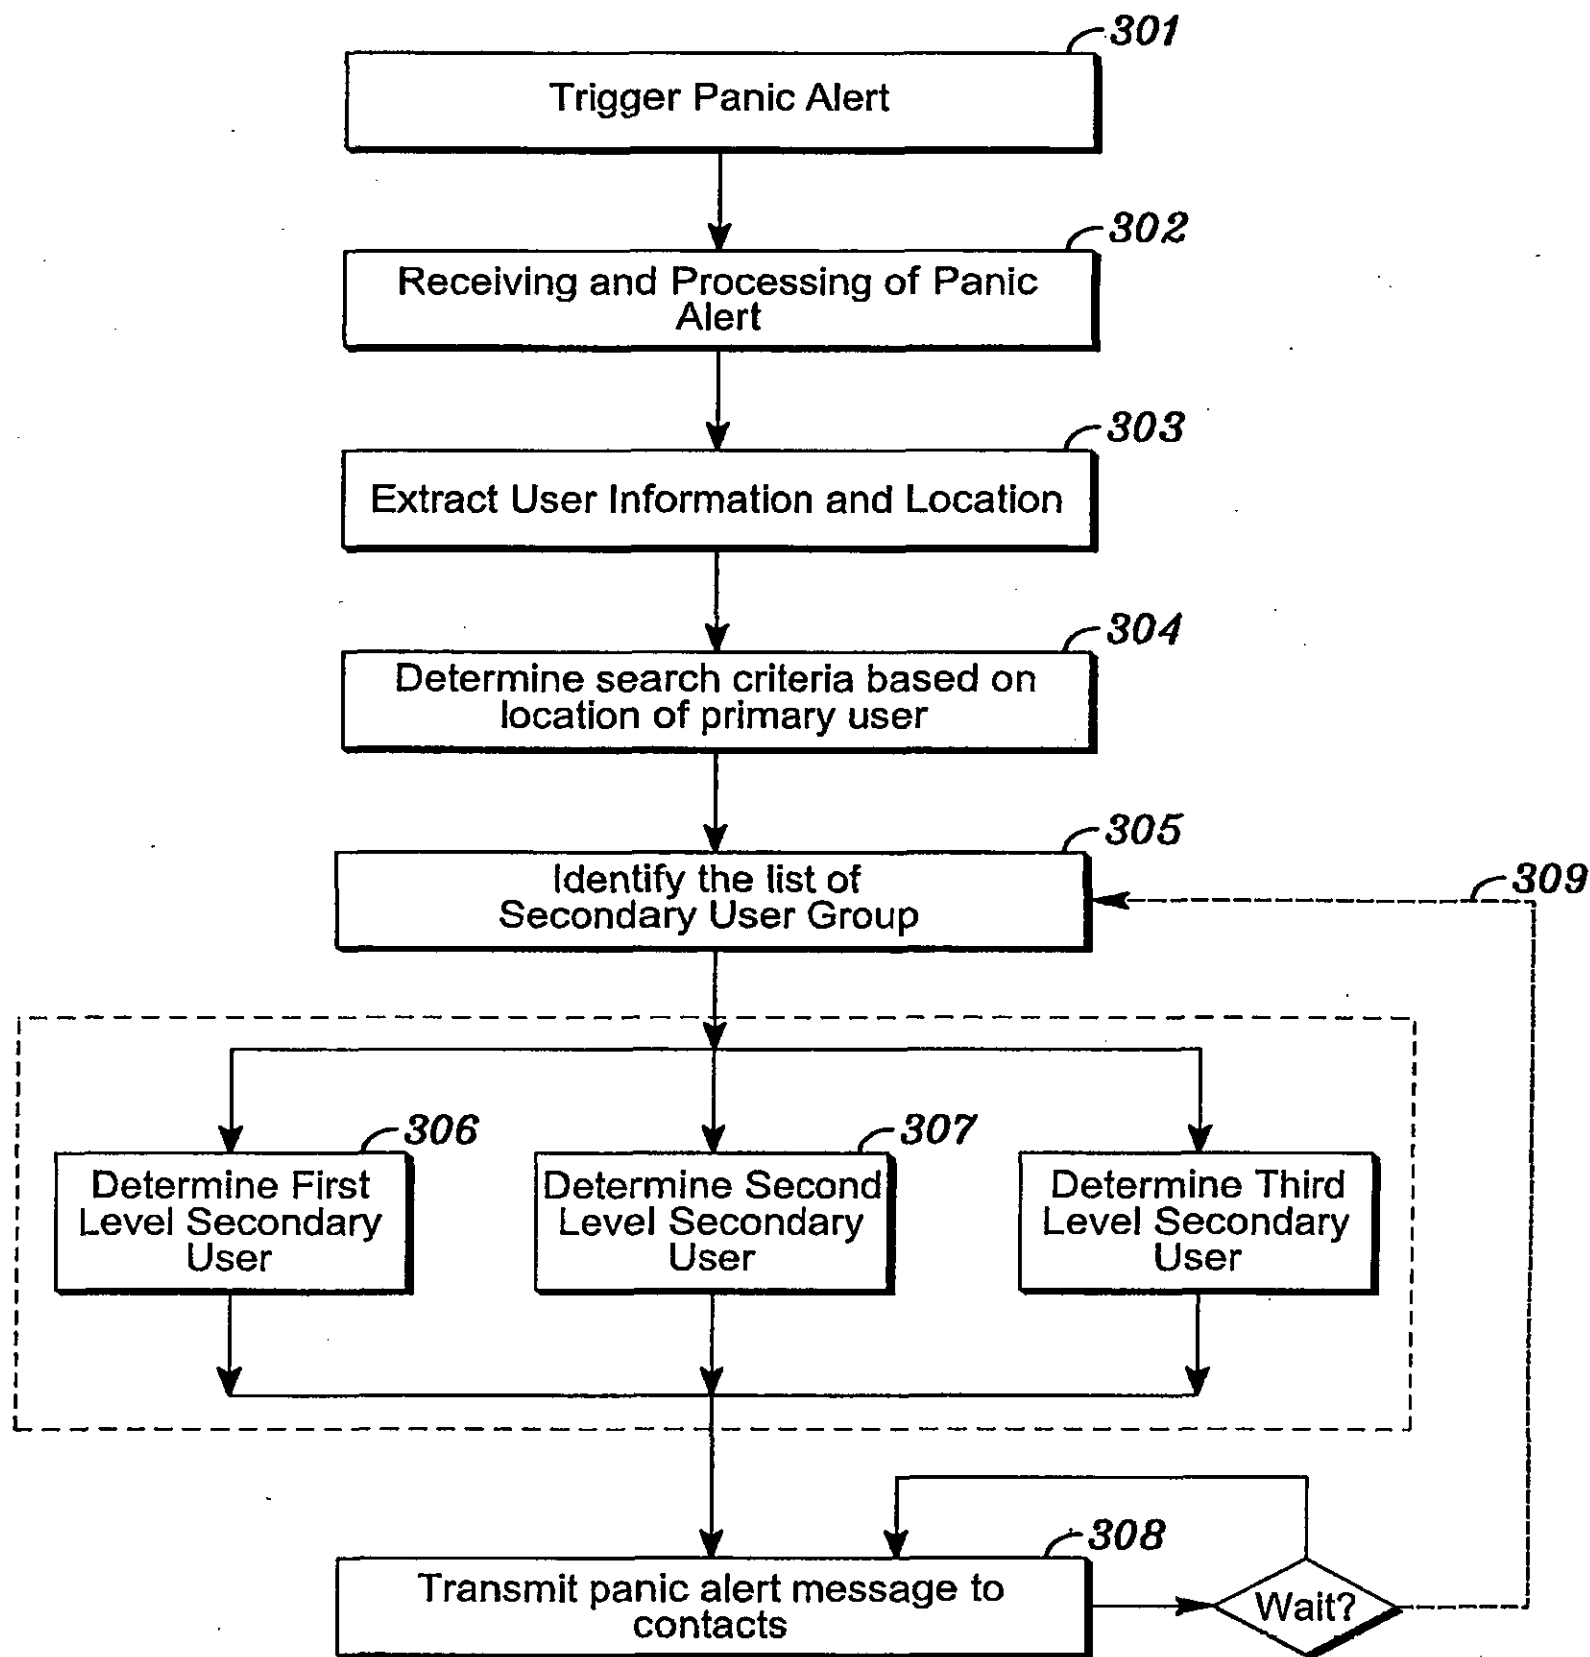 301
Trigger Panic Alert
302
Receiving and Processing of Panic
Alert
303
Extract User Information and Location
304
Determine search criteria based on
location of primary user
305
Identify the list of
Secondary User Group
309
306
Determine First
Level Secondary
User
307
Determine Second
Level Secondary
User
Determine Third
Level Secondary
User
308
Transmit panic alert message to
contacts
Wait?